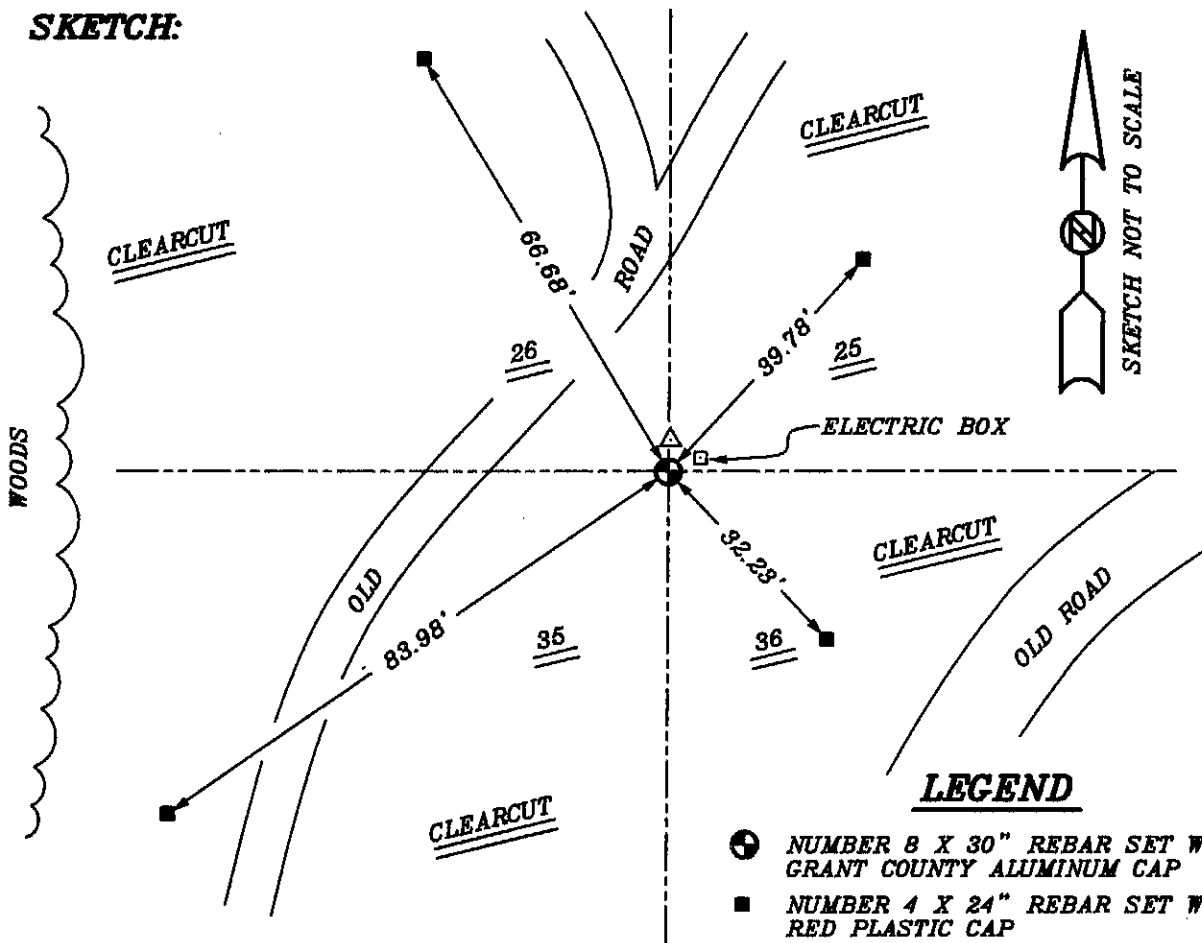 SKETCH:
CLEARCUT
SKETCH NOT TO SCALE
N
CLEARCUT
66.68'
ROAD
39.78'
26
25
WOODS
ELECTRIC BOX
CLEARCUT
32.23'
OLD
83.98'
35
36
OLD ROAD
CLEARCUT
LEGEND
NUMBER 8 X 30" REBAR SET W
GRANT COUNTY ALUMINUM CAP
NUMBER 4 X 24" REBAR SET W
RED PLASTIC CAP